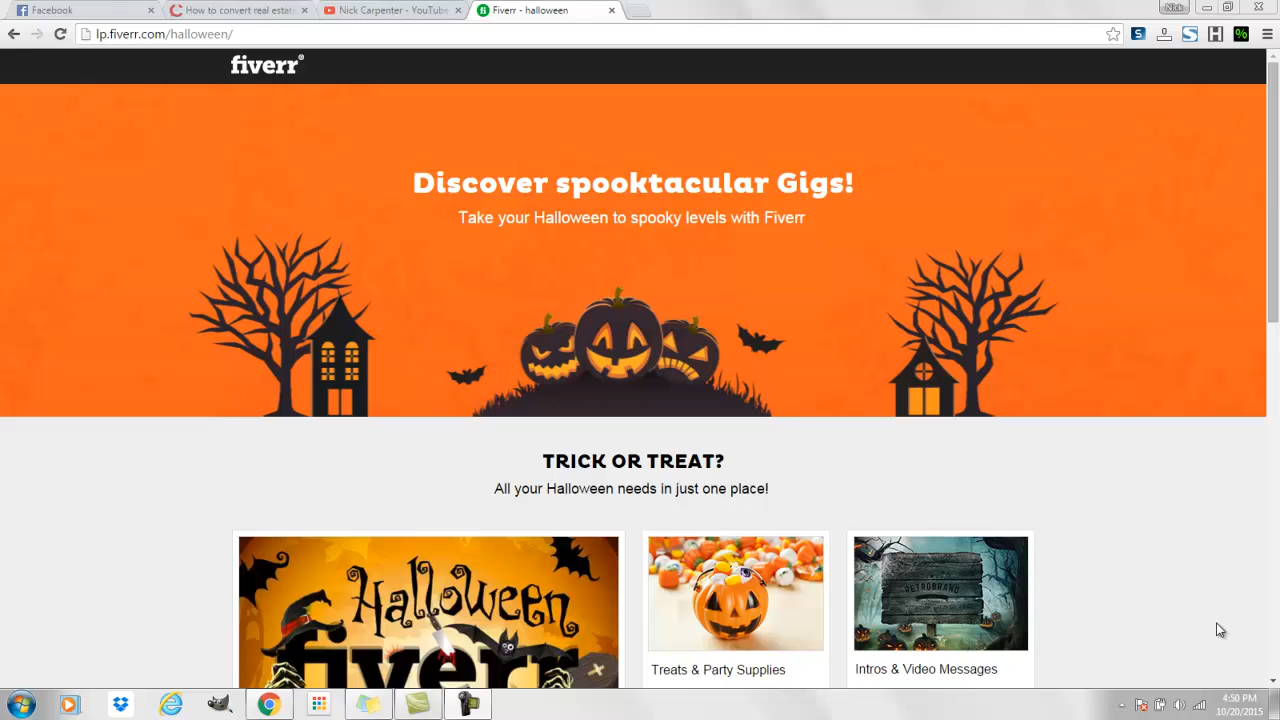 Facebook
How to convert real estat
Nick Carpenter - YouTube
Fiverr - halloween
Nick
lp.fiverr.com/halloween/
fiverr®
Discover spooktacular Gigs!
Take your Halloween to spooky levels with Fiverr
TRICK OR TREAT?
All your Halloween needs in just one place!
Halloween
fiverr
PETROBRAND
Treats & Party Supplies
Intros & Video Messages
4:50 PM
10/20/2015